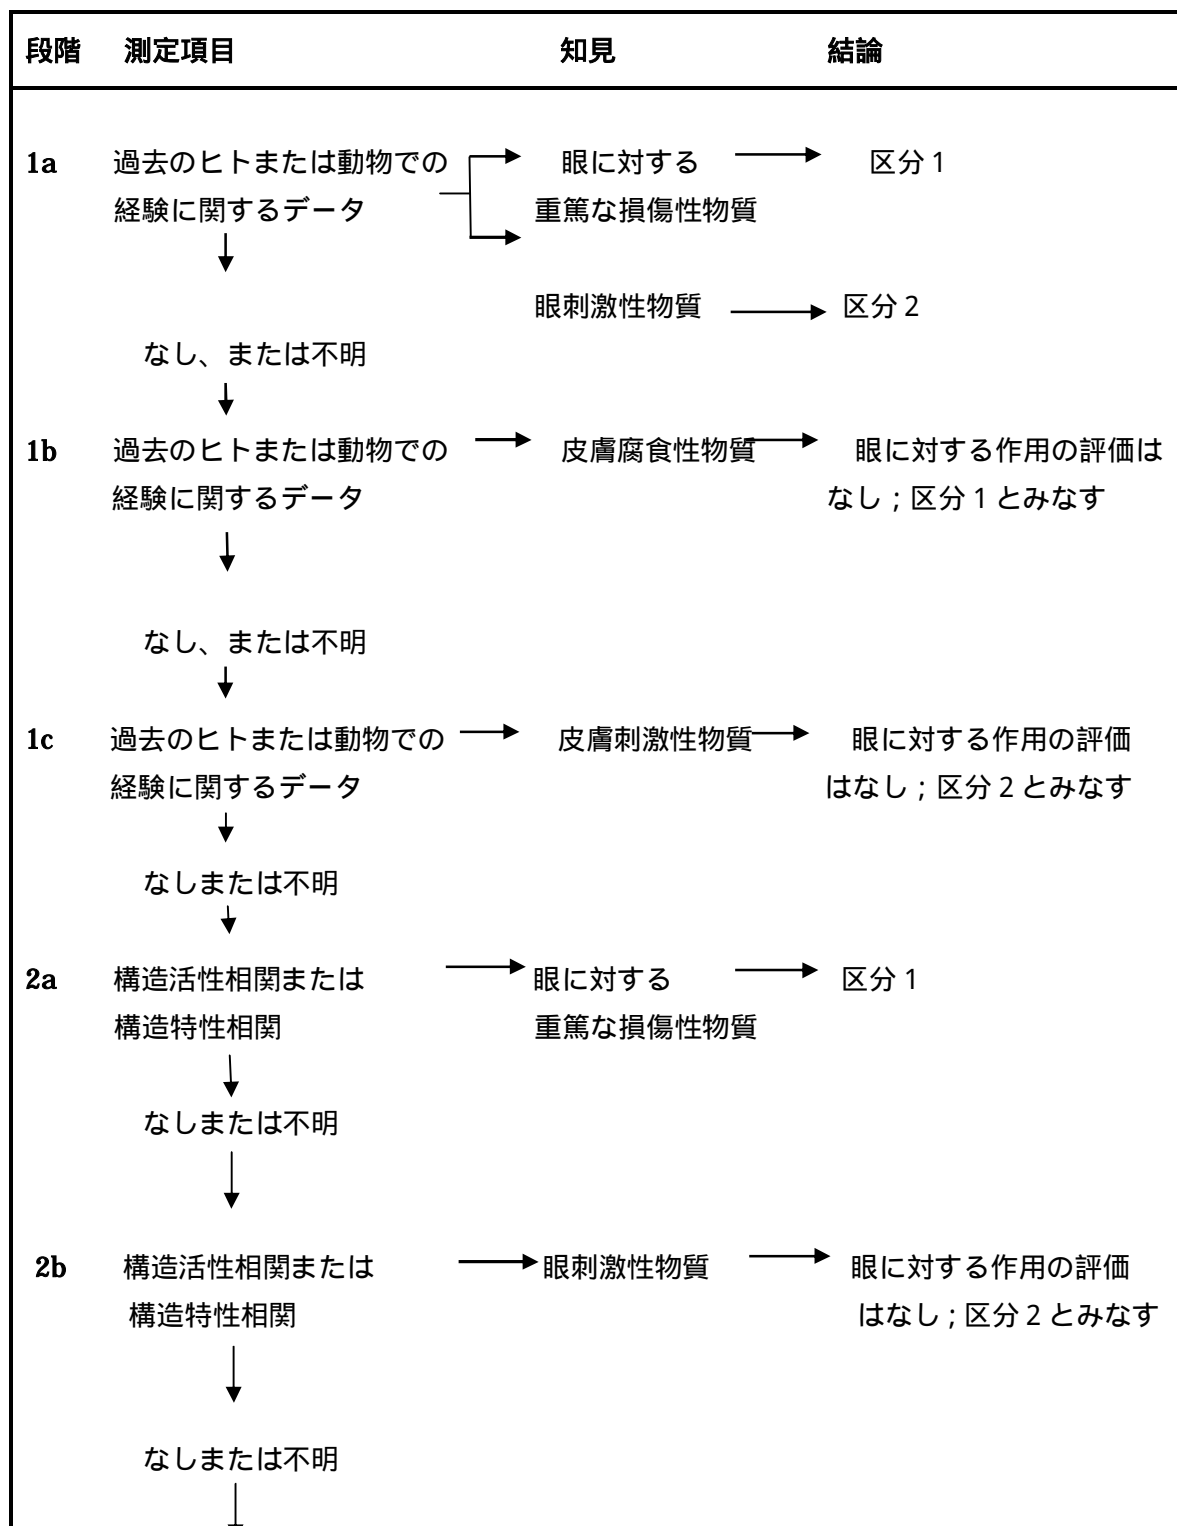 段階 測定項目 知見 結論
1a 過去のヒトまたは動物での 眼に対する 区分 1
経験に関するデータ 重篤な損傷性物質
眼刺激性物質 区分 2
なし、または不明
1b 過去のヒトまたは動物での 皮膚腐食性物質 眼に対する作用の評価は
経験に関するデータ なし ; 区分 1 とみなす
なし、または不明
1c 過去のヒトまたは動物での 皮膚刺激性物質 眼に対する作用の評価
経験に関するデータ はなし ; 区分 2 とみなす
なしまたは不明
2a 構造活性相関または 眼に対する 区分 1
構造特性相関 重篤な損傷性物質
なしまたは不明
2b 構造活性相関または 眼刺激性物質 眼に対する作用の評価
構造特性相関 はなし ; 区分 2 とみなす
なしまたは不明